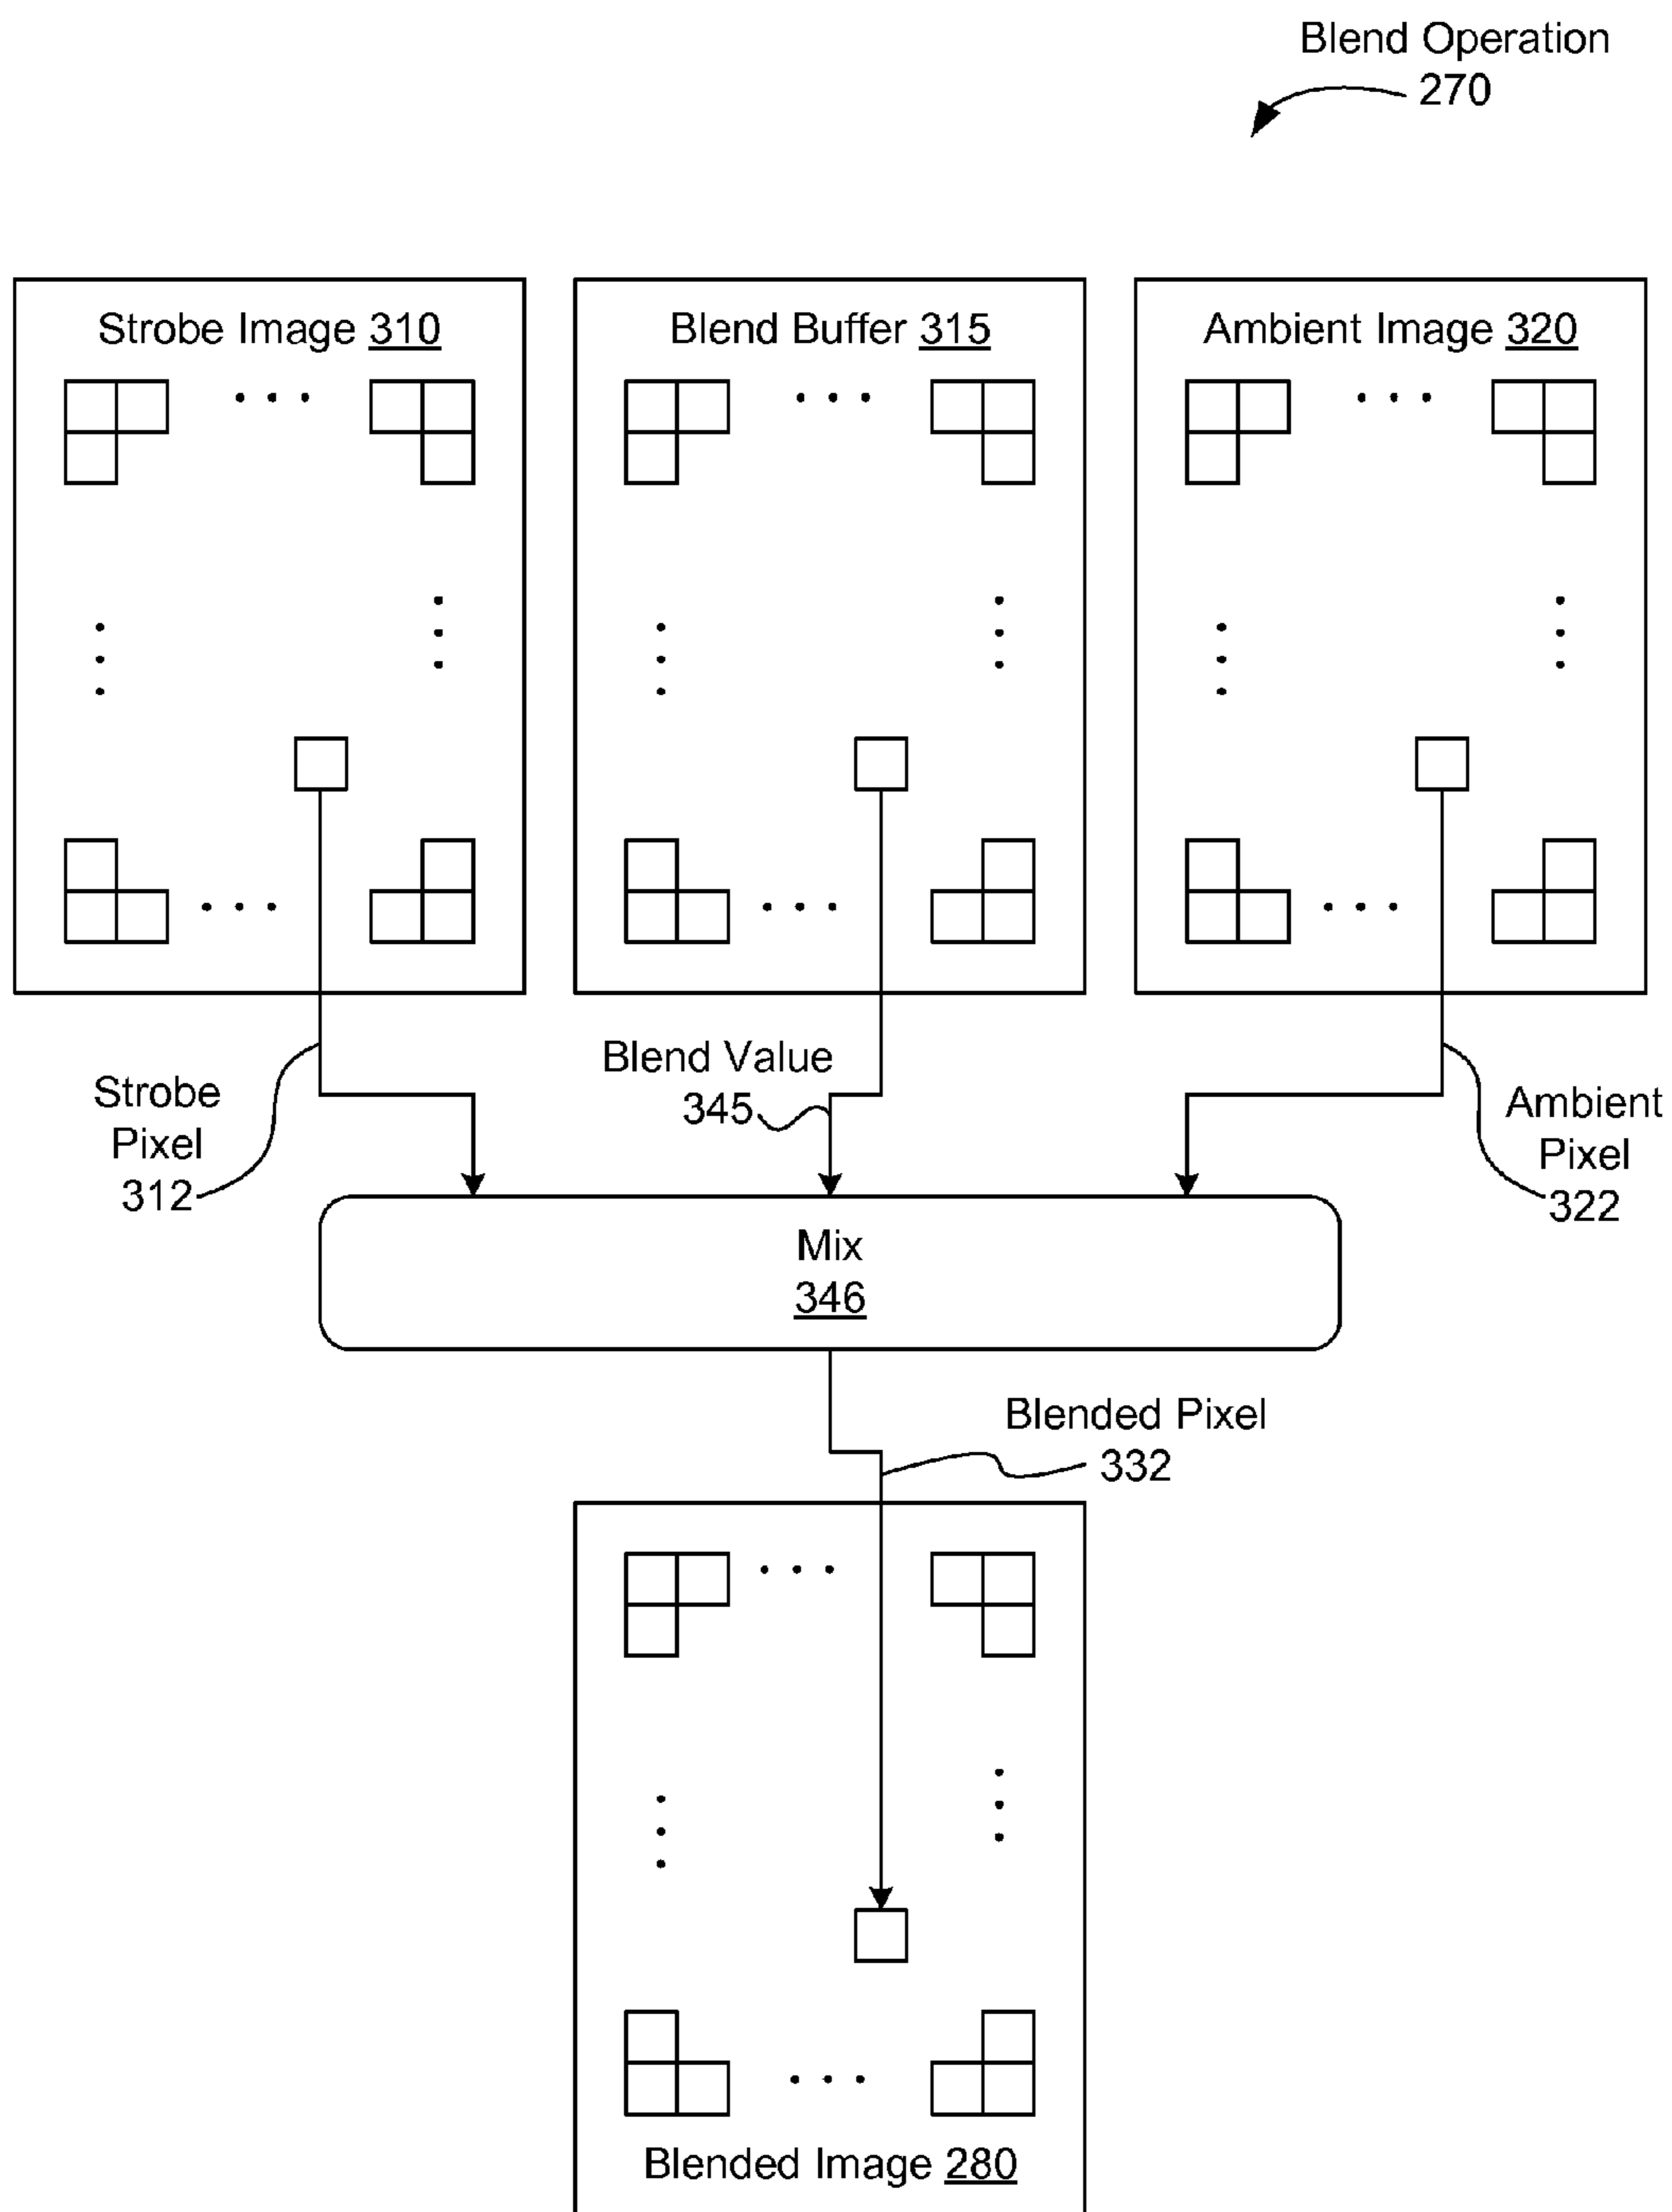 Blend Operation
270
Strobe Image 310
Blend Buffer 315
Ambient Image 320
Strobe
Pixel
312
Blend Value
345
Ambient
Pixel
322
Mix
346
Blended Pixel
332
Blended Image 280